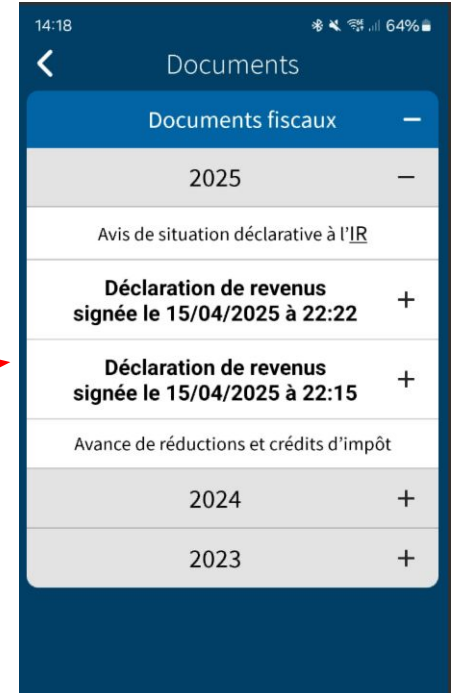 14:18 64%
Documents
Documents fiscaux −
2025 −
Avis de situation déclarative à l’IR
Déclaration de revenus
signée le 15/04/2025 à 22:22 +
Déclaration de revenus
signée le 15/04/2025 à 22:15 +
Avance de réductions et crédits d’impôt
2024 +
2023 +